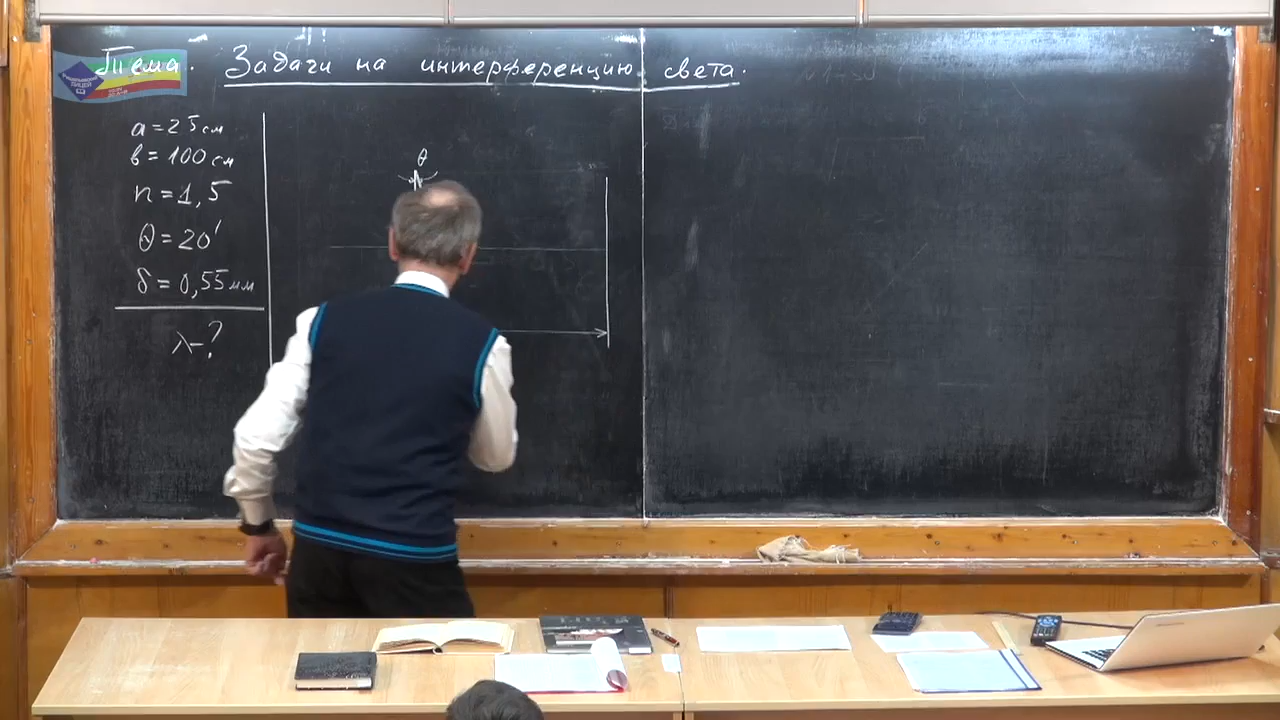 Тема. Задачи на интерференцию света.
a = 25 см
b = 100 см
n = 1,5
θ = 20'
δ = 0,55 мм
λ - ?
θ